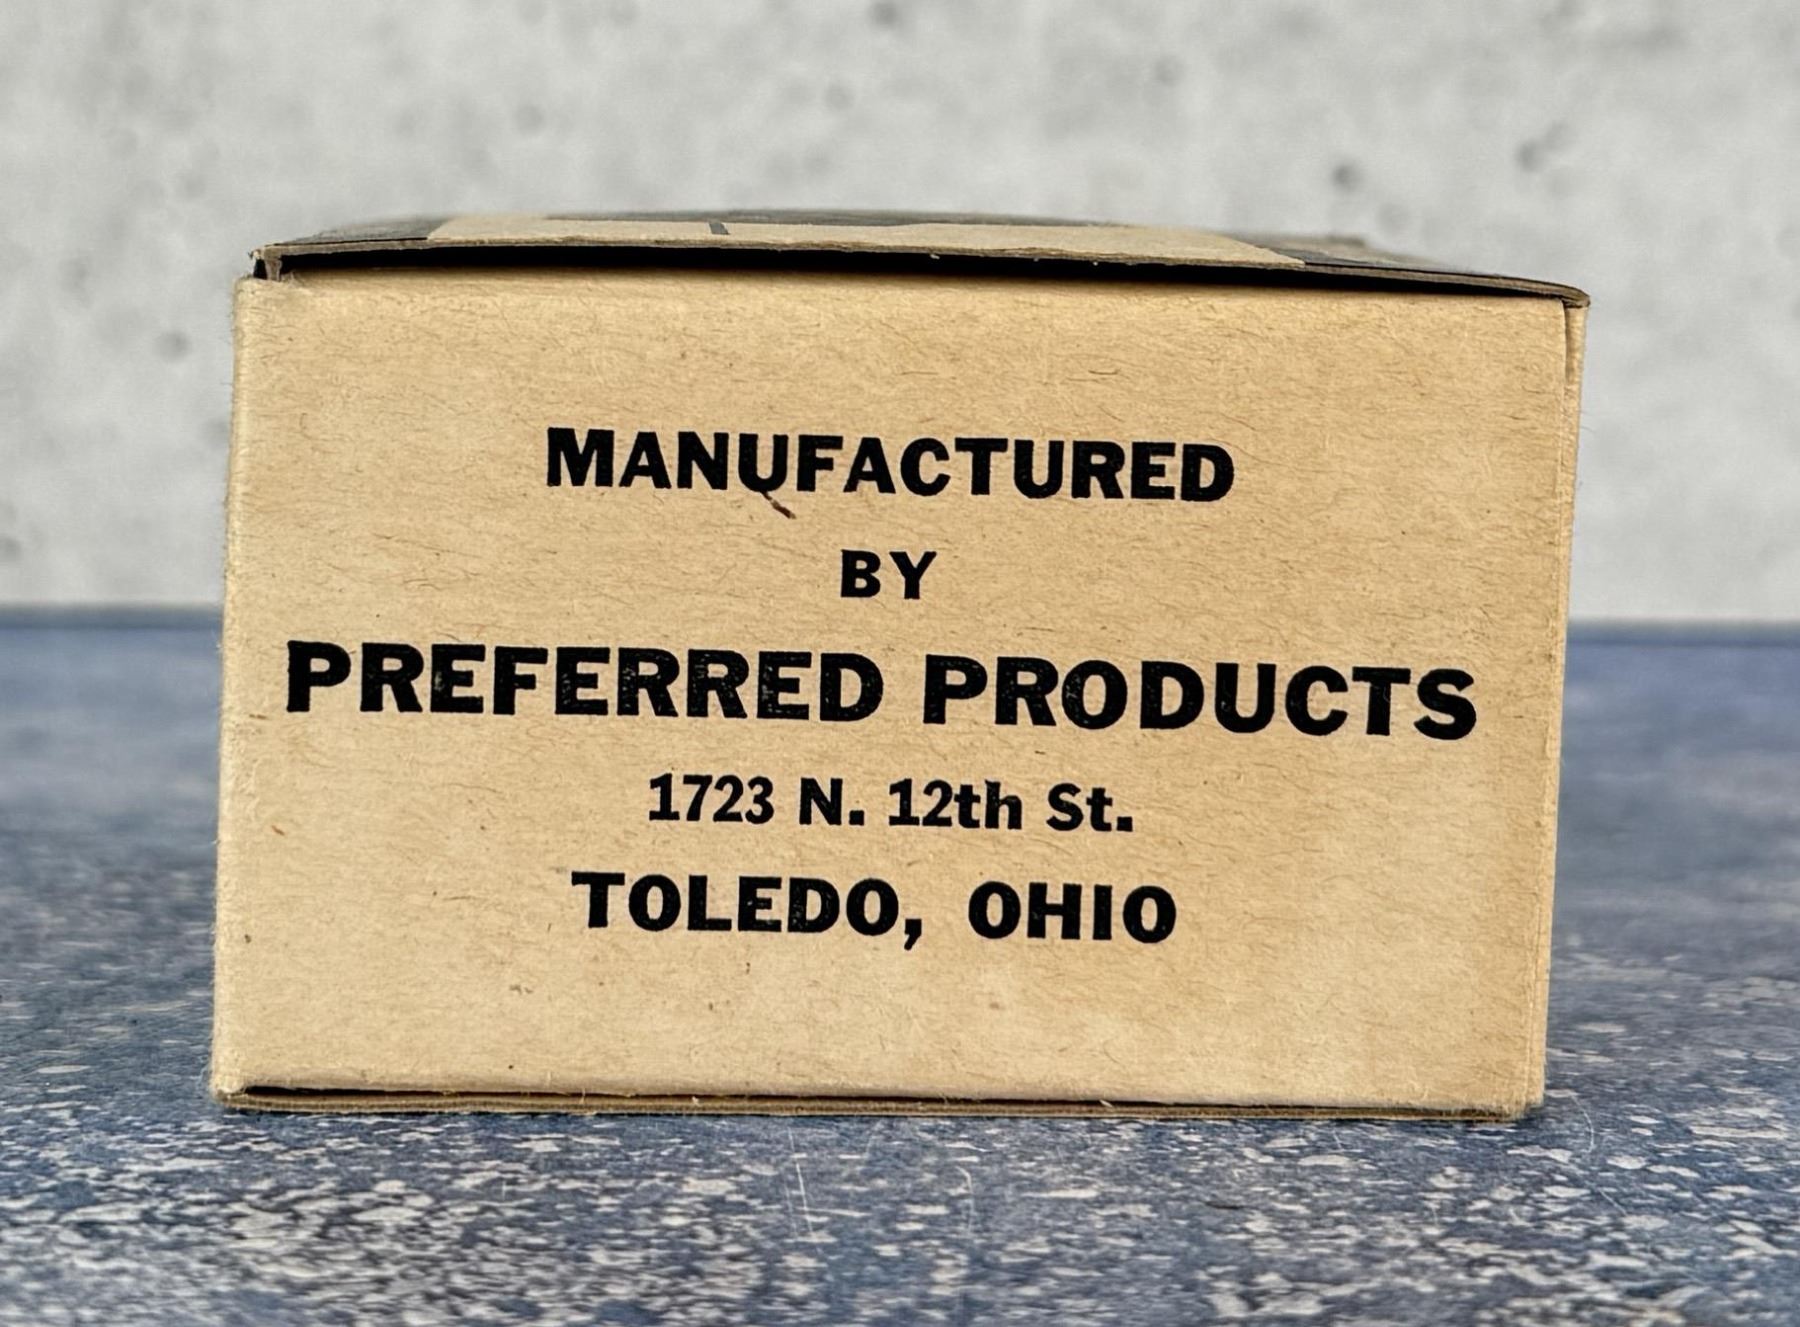 MANUFACTURED
BY
PREFERRED PRODUCTS
1723 N. 12th St.
TOLEDO, OHIO